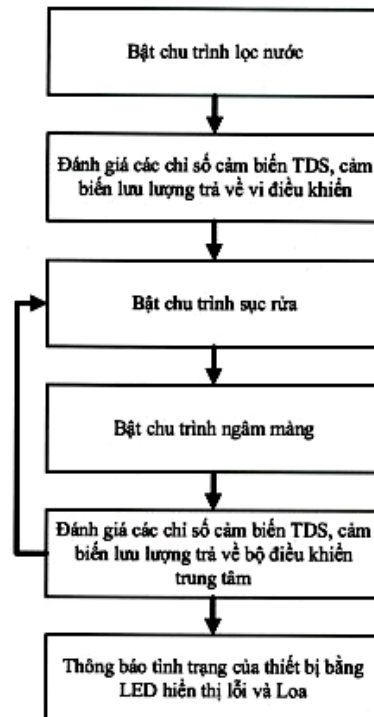 Bật chu trình lọc nước
Đánh giá các chỉ số cảm biến TDS, cảm
biến lưu lượng trả về vi điều khiển
Bật chu trình sục rửa
Bật chu trình ngâm màng
Đánh giá các chỉ số cảm biến TDS, cảm
biến lưu lượng trả về bộ điều khiển
trung tâm
Thông báo tình trạng của thiết bị bằng
LED hiển thị lỗi và Loa